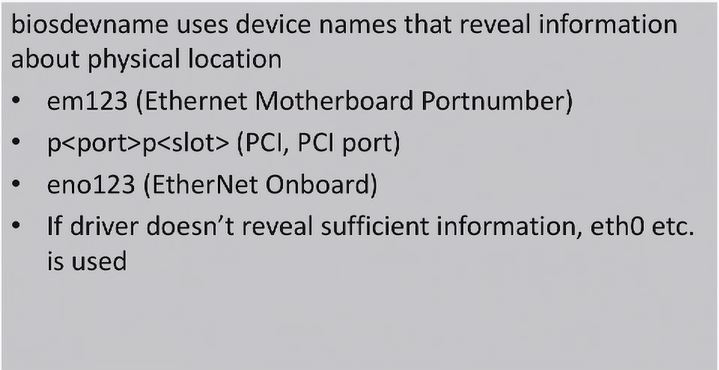 biosdevname uses device names that reveal information
about physical location
• em123 (Ethernet Motherboard Portnumber)
• p<port>p<slot> (PCI, PCI port)
• eno123 (EtherNet Onboard)
• If driver doesn’t reveal sufficient information, eth0 etc.
is used